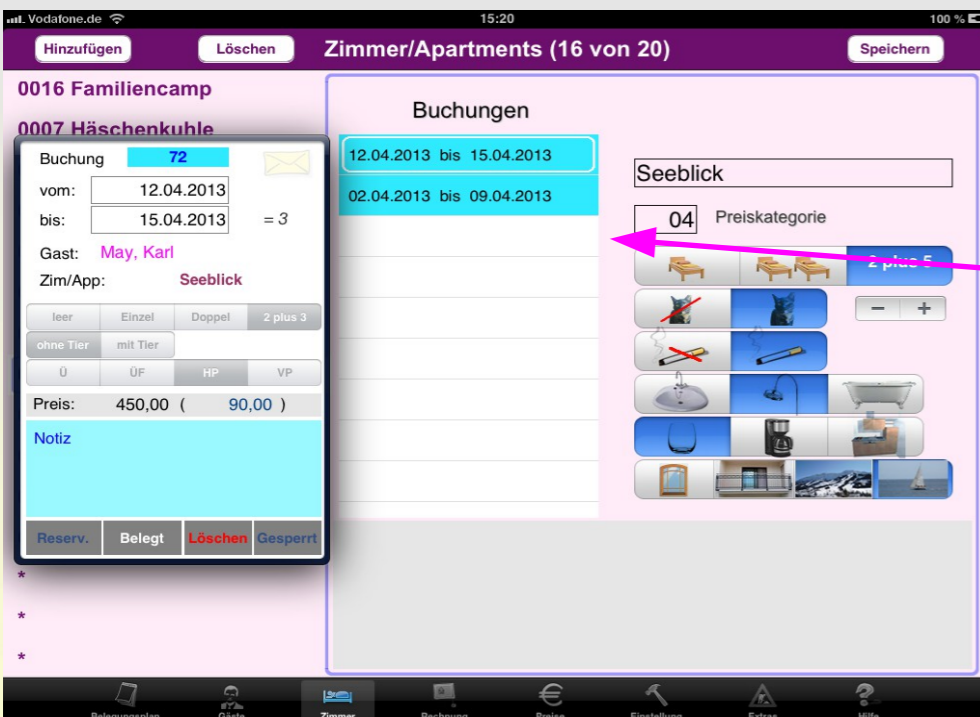 Vodafone.de 15:20 100 %
Hinzufügen Löschen Zimmer/Apartments (16 von 20) Speichern
0016 Familiencamp
0007 Häschenkuhle
Buchung 72
vom: 12.04.2013
bis: 15.04.2013 = 3
Gast: May, Karl
Zim/App: Seeblick
leer Einzel Doppel 2 plus 3
ohne Tier mit Tier
Ü ÜF HP VP
Preis: 450,00 ( 90,00 )
Notiz
Reserv. Belegt Löschen Gesperrt
*
*
*
Buchungen
12.04.2013 bis 15.04.2013
02.04.2013 bis 09.04.2013
Seeblick
04 Preiskategorie
2 plus 5
− +
Belegungsplan Gäste Zimmer Rechnung Preise Einstellung Extras Hilfe